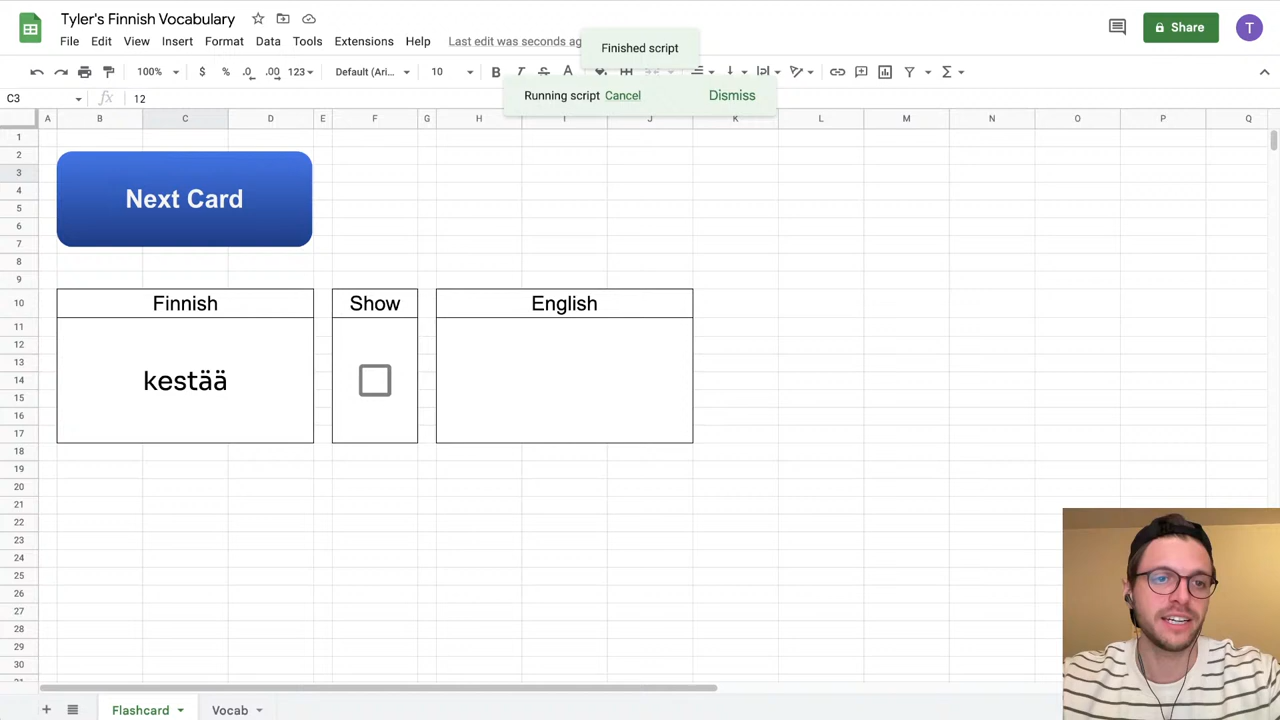 Tyler's Finnish Vocabulary
File Edit View Insert Format Data Tools Extensions Help Last edit was seconds ag
Finished script
Share
T
100% $ % .0 .00 123 Default (Ari... 10 B I S A
Running script Cancel Dismiss
C3 fx 12
A B C D E F G H I J K L M N O P Q
1
2
3
4
5
6
7
8
9
10
11
12
13
14
15
16
17
18
19
20
21
22
23
24
25
26
27
28
29
30
Next Card
Finnish Show English
kestää
Flashcard Vocab